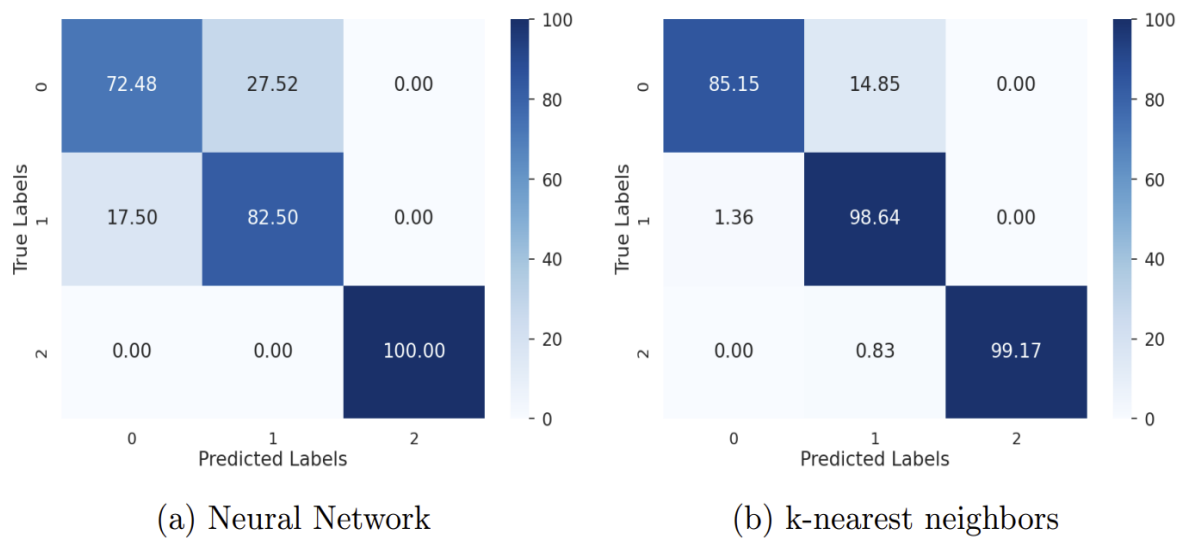 100
80
60
40
20
0
72.48 27.52 0.00
17.50 82.50 0.00
0.00 0.00 100.00
0
1
2
True Labels
0 1 2
Predicted Labels
(a) Neural Network
100
80
60
40
20
0
85.15 14.85 0.00
1.36 98.64 0.00
0.00 0.83 99.17
0
1
2
True Labels
0 1 2
Predicted Labels
(b) k-nearest neighbors